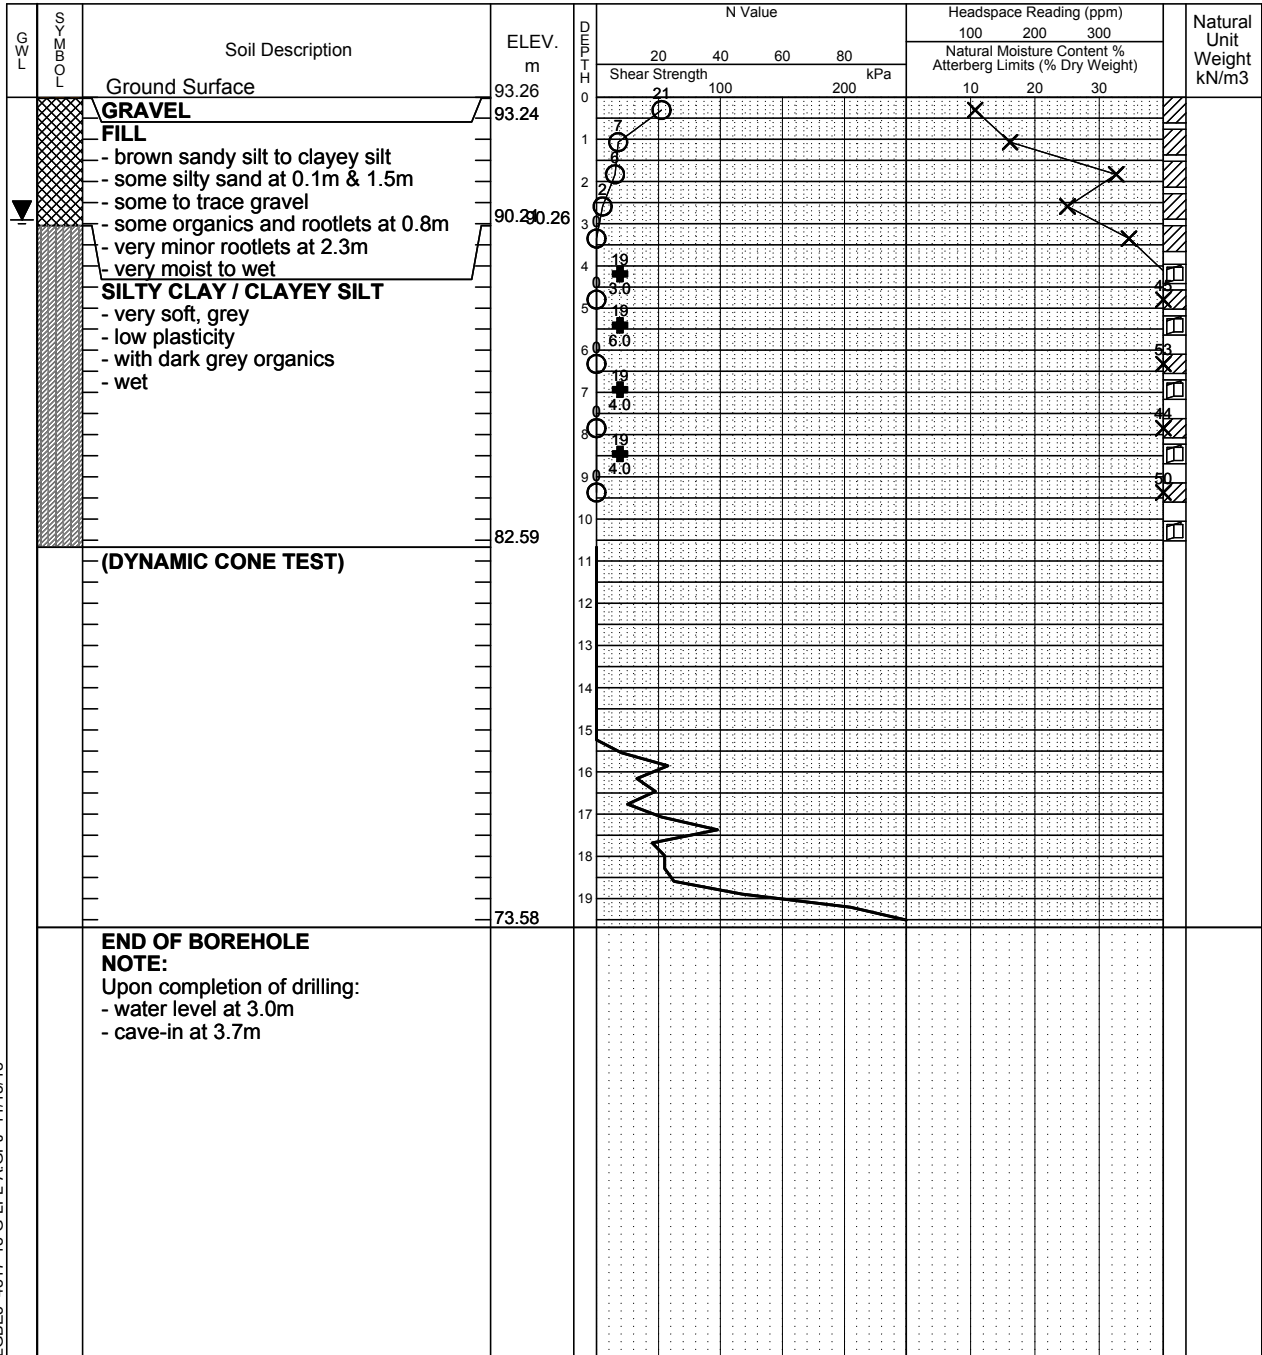 GWL
SYMBOL
Soil Description
Ground Surface
ELEV.
m
93.26
DEPTH
N Value
20 40 60 80
Shear Strength kPa
100 200
Headspace Reading (ppm)
100 200 300
Natural Moisture Content %
Atterberg Limits (% Dry Weight)
10 20 30
Natural
Unit
Weight
kN/m3
0
GRAVEL
93.24
21
FILL
- brown sandy silt to clayey silt
7
1
- some silty sand at 0.1m & 1.5m
6
2
- some to trace gravel
2
- some organics and rootlets at 0.8m
90.21 90.26
0
3
- very minor rootlets at 2.3m
- very moist to wet
4
19
3.0
SILTY CLAY / CLAYEY SILT
0
45
- very soft, grey
5
19
6.0
- low plasticity
- with dark grey organics
6
0
53
- wet
19
7
4.0
0
44
8
19
4.0
9
0
50
10
82.59
(DYNAMIC CONE TEST)
11
12
13
14
15
16
17
18
19
73.58
END OF BOREHOLE
NOTE:
Upon completion of drilling:
- water level at 3.0m
- cave-in at 3.7m